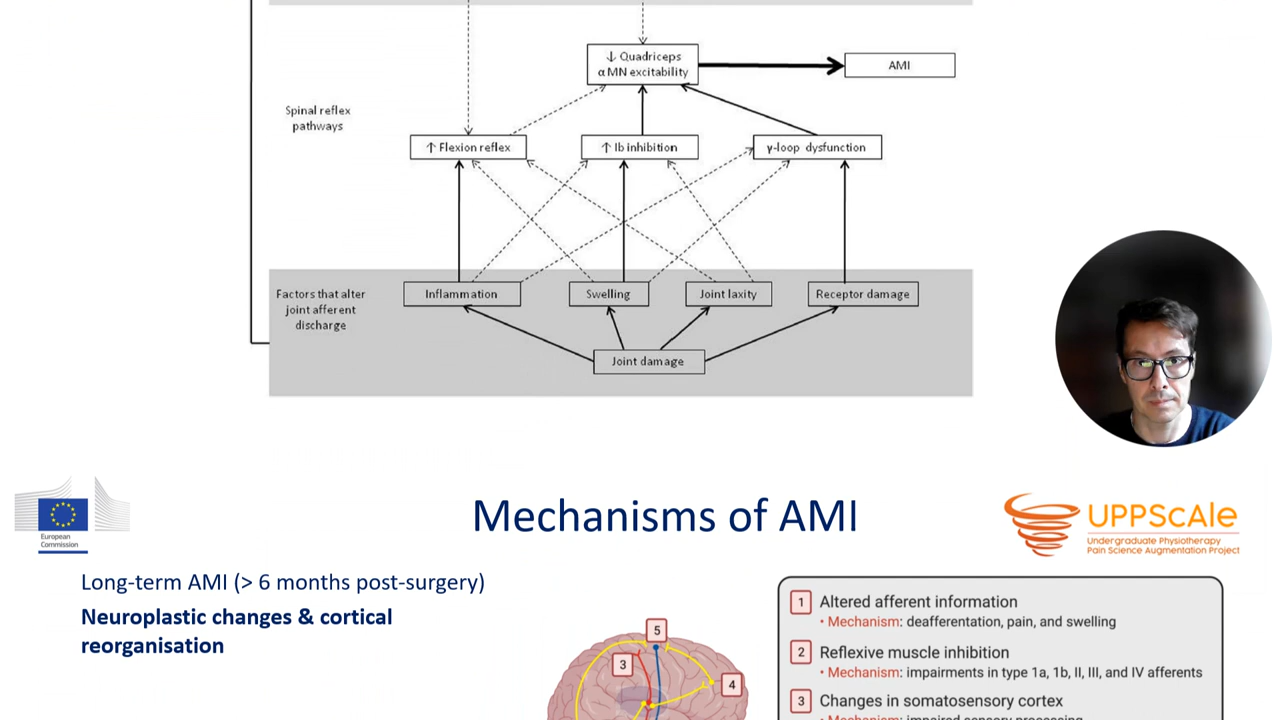 ↓ Quadriceps
α MN excitability
AMI
Spinal reflex
pathways
↑ Flexion reflex
↑ Ib inhibition
γ-loop dysfunction
Factors that alter
joint afferent
discharge
Inflammation
Swelling
Joint laxity
Receptor damage
Joint damage
European
Commission
Mechanisms of AMI
UPPScale
Undergraduate Physiotherapy
Pain Science Augmentation Project
Long-term AMI (> 6 months post-surgery)
Neuroplastic changes & cortical
reorganisation
5
3
4
1 Altered afferent information
• Mechanism: deafferentation, pain, and swelling
2 Reflexive muscle inhibition
• Mechanism: impairments in type 1a, 1b, II, III, and IV afferents
3 Changes in somatosensory cortex
• Mechanism: impaired sensory processing